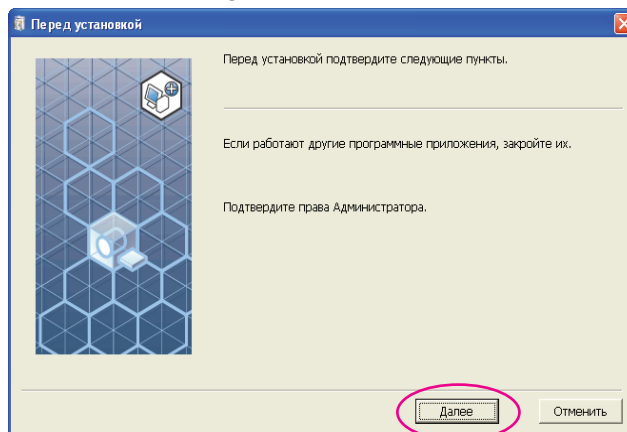 Перед установкой
Перед установкой подтвердите следующие пункты.
Если работают другие программные приложения, закройте их.
Подтвердите права Администратора.
Далее
Отменить